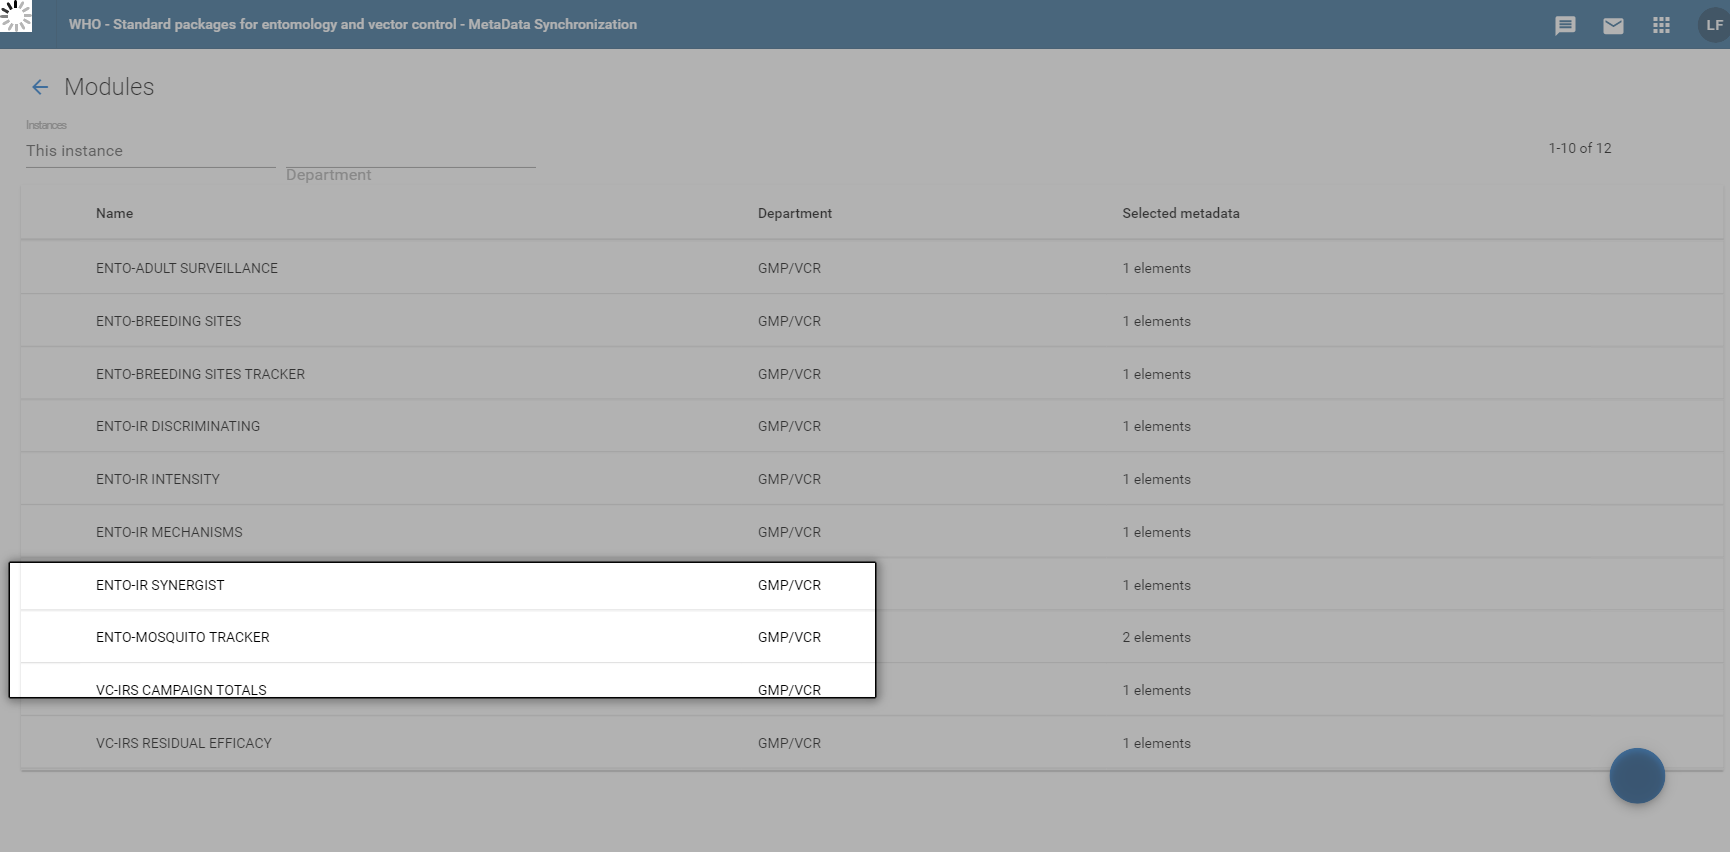 WHO - Standard packages for entomology and vector control - MetaData Synchronization
LF
Modules
Instances
This instance
Department
1-10 of 12
Name Department Selected metadata
ENTO-ADULT SURVEILLANCE GMP/VCR 1 elements
ENTO-BREEDING SITES GMP/VCR 1 elements
ENTO-BREEDING SITES TRACKER GMP/VCR 1 elements
ENTO-IR DISCRIMINATING GMP/VCR 1 elements
ENTO-IR INTENSITY GMP/VCR 1 elements
ENTO-IR MECHANISMS GMP/VCR 1 elements
ENTO-IR SYNERGIST GMP/VCR 1 elements
ENTO-MOSQUITO TRACKER GMP/VCR 2 elements
VC-IRS CAMPAIGN TOTALS GMP/VCR 1 elements
VC-IRS RESIDUAL EFFICACY GMP/VCR 1 elements